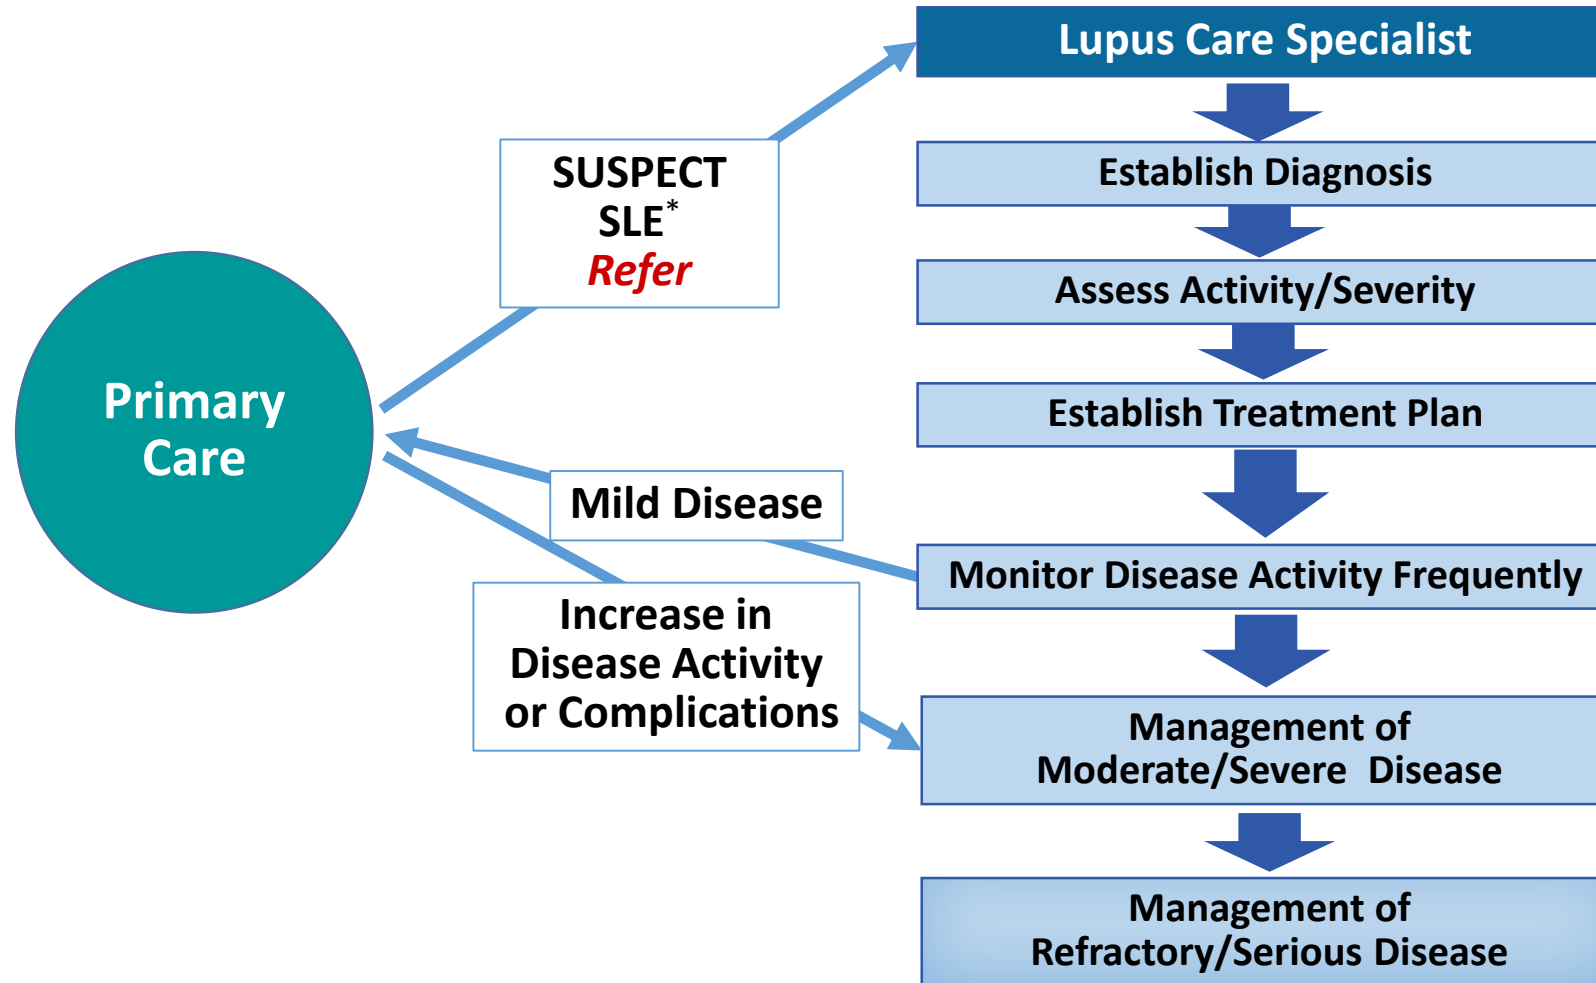 Lupus Care Specialist
SUSPECT
SLE*
Refer
Establish Diagnosis
Assess Activity/Severity
Primary
Care
Establish Treatment Plan
Mild Disease
Monitor Disease Activity Frequently
Increase in
Disease Activity
or Complications
Management of
Moderate/Severe Disease
Management of
Refractory/Serious Disease